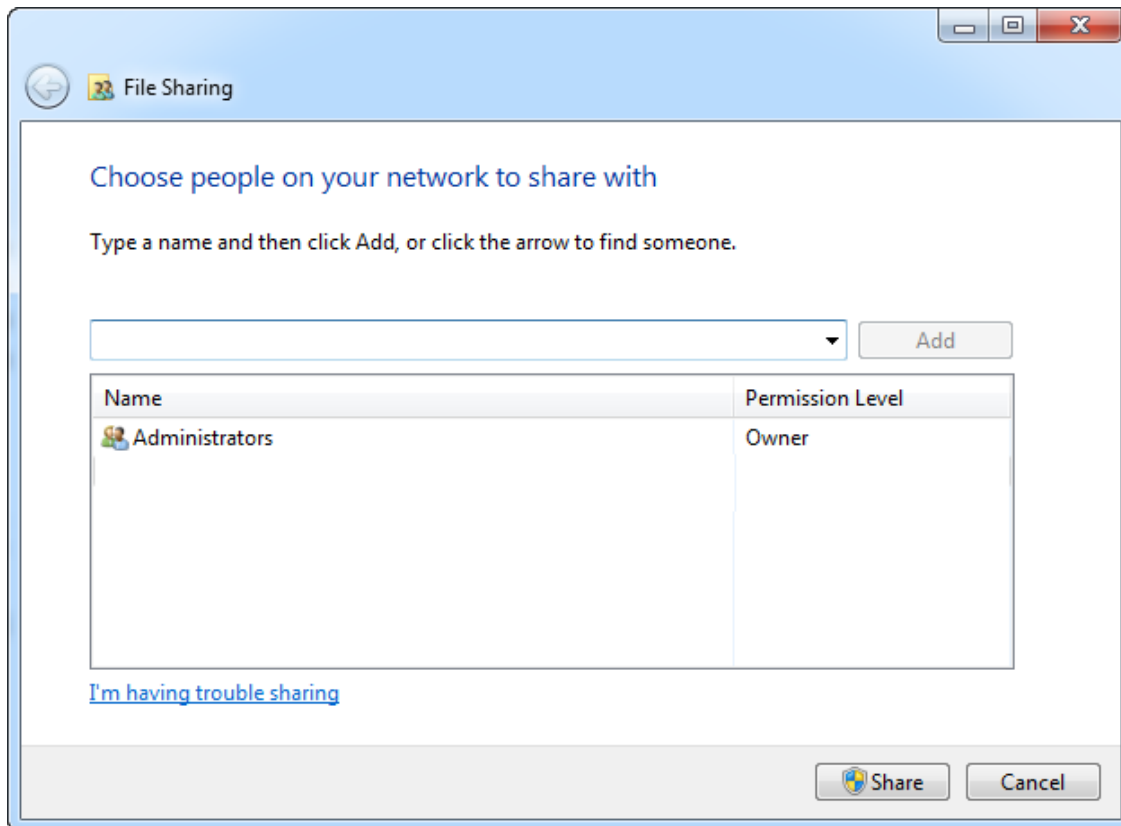 File Sharing
Choose people on your network to share with
Type a name and then click Add, or click the arrow to find someone.
Add
Name Permission Level
Administrators Owner
I'm having trouble sharing
Share Cancel